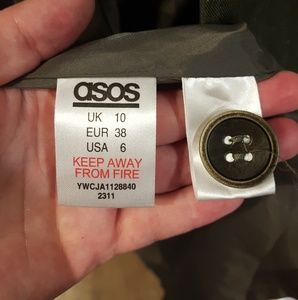 asos
UK 10
EUR 38
USA 6
KEEP AWAY
FROM FIRE
YWCJA1128840
2311